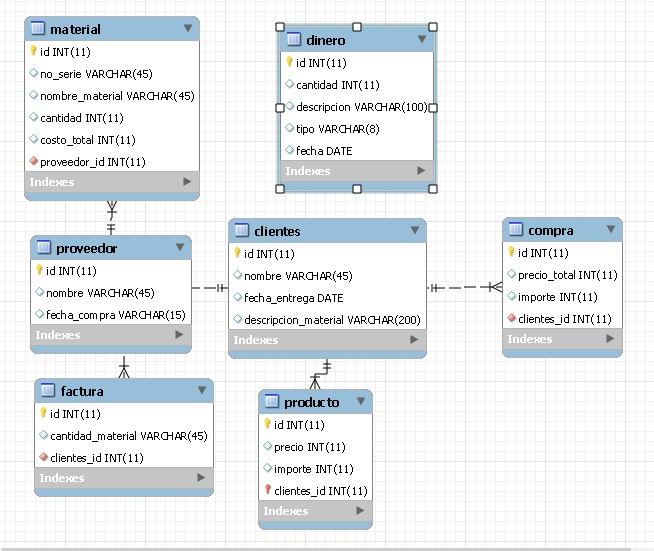 material
id INT(11)
no_serie VARCHAR(45)
nombre_material VARCHAR(45)
cantidad INT(11)
costo_total INT(11)
proveedor_id INT(11)
Indexes
dinero
id INT(11)
cantidad INT(11)
descripcion VARCHAR(100)
tipo VARCHAR(8)
fecha DATE
Indexes
proveedor
id INT(11)
nombre VARCHAR(45)
fecha_compra VARCHAR(15)
Indexes
clientes
id INT(11)
nombre VARCHAR(45)
fecha_entrega DATE
descripcion_material VARCHAR(200)
Indexes
compra
id INT(11)
precio_total INT(11)
importe INT(11)
clientes_id INT(11)
Indexes
factura
id INT(11)
cantidad_material VARCHAR(45)
clientes_id INT(11)
Indexes
producto
id INT(11)
precio INT(11)
importe INT(11)
clientes_id INT(11)
Indexes